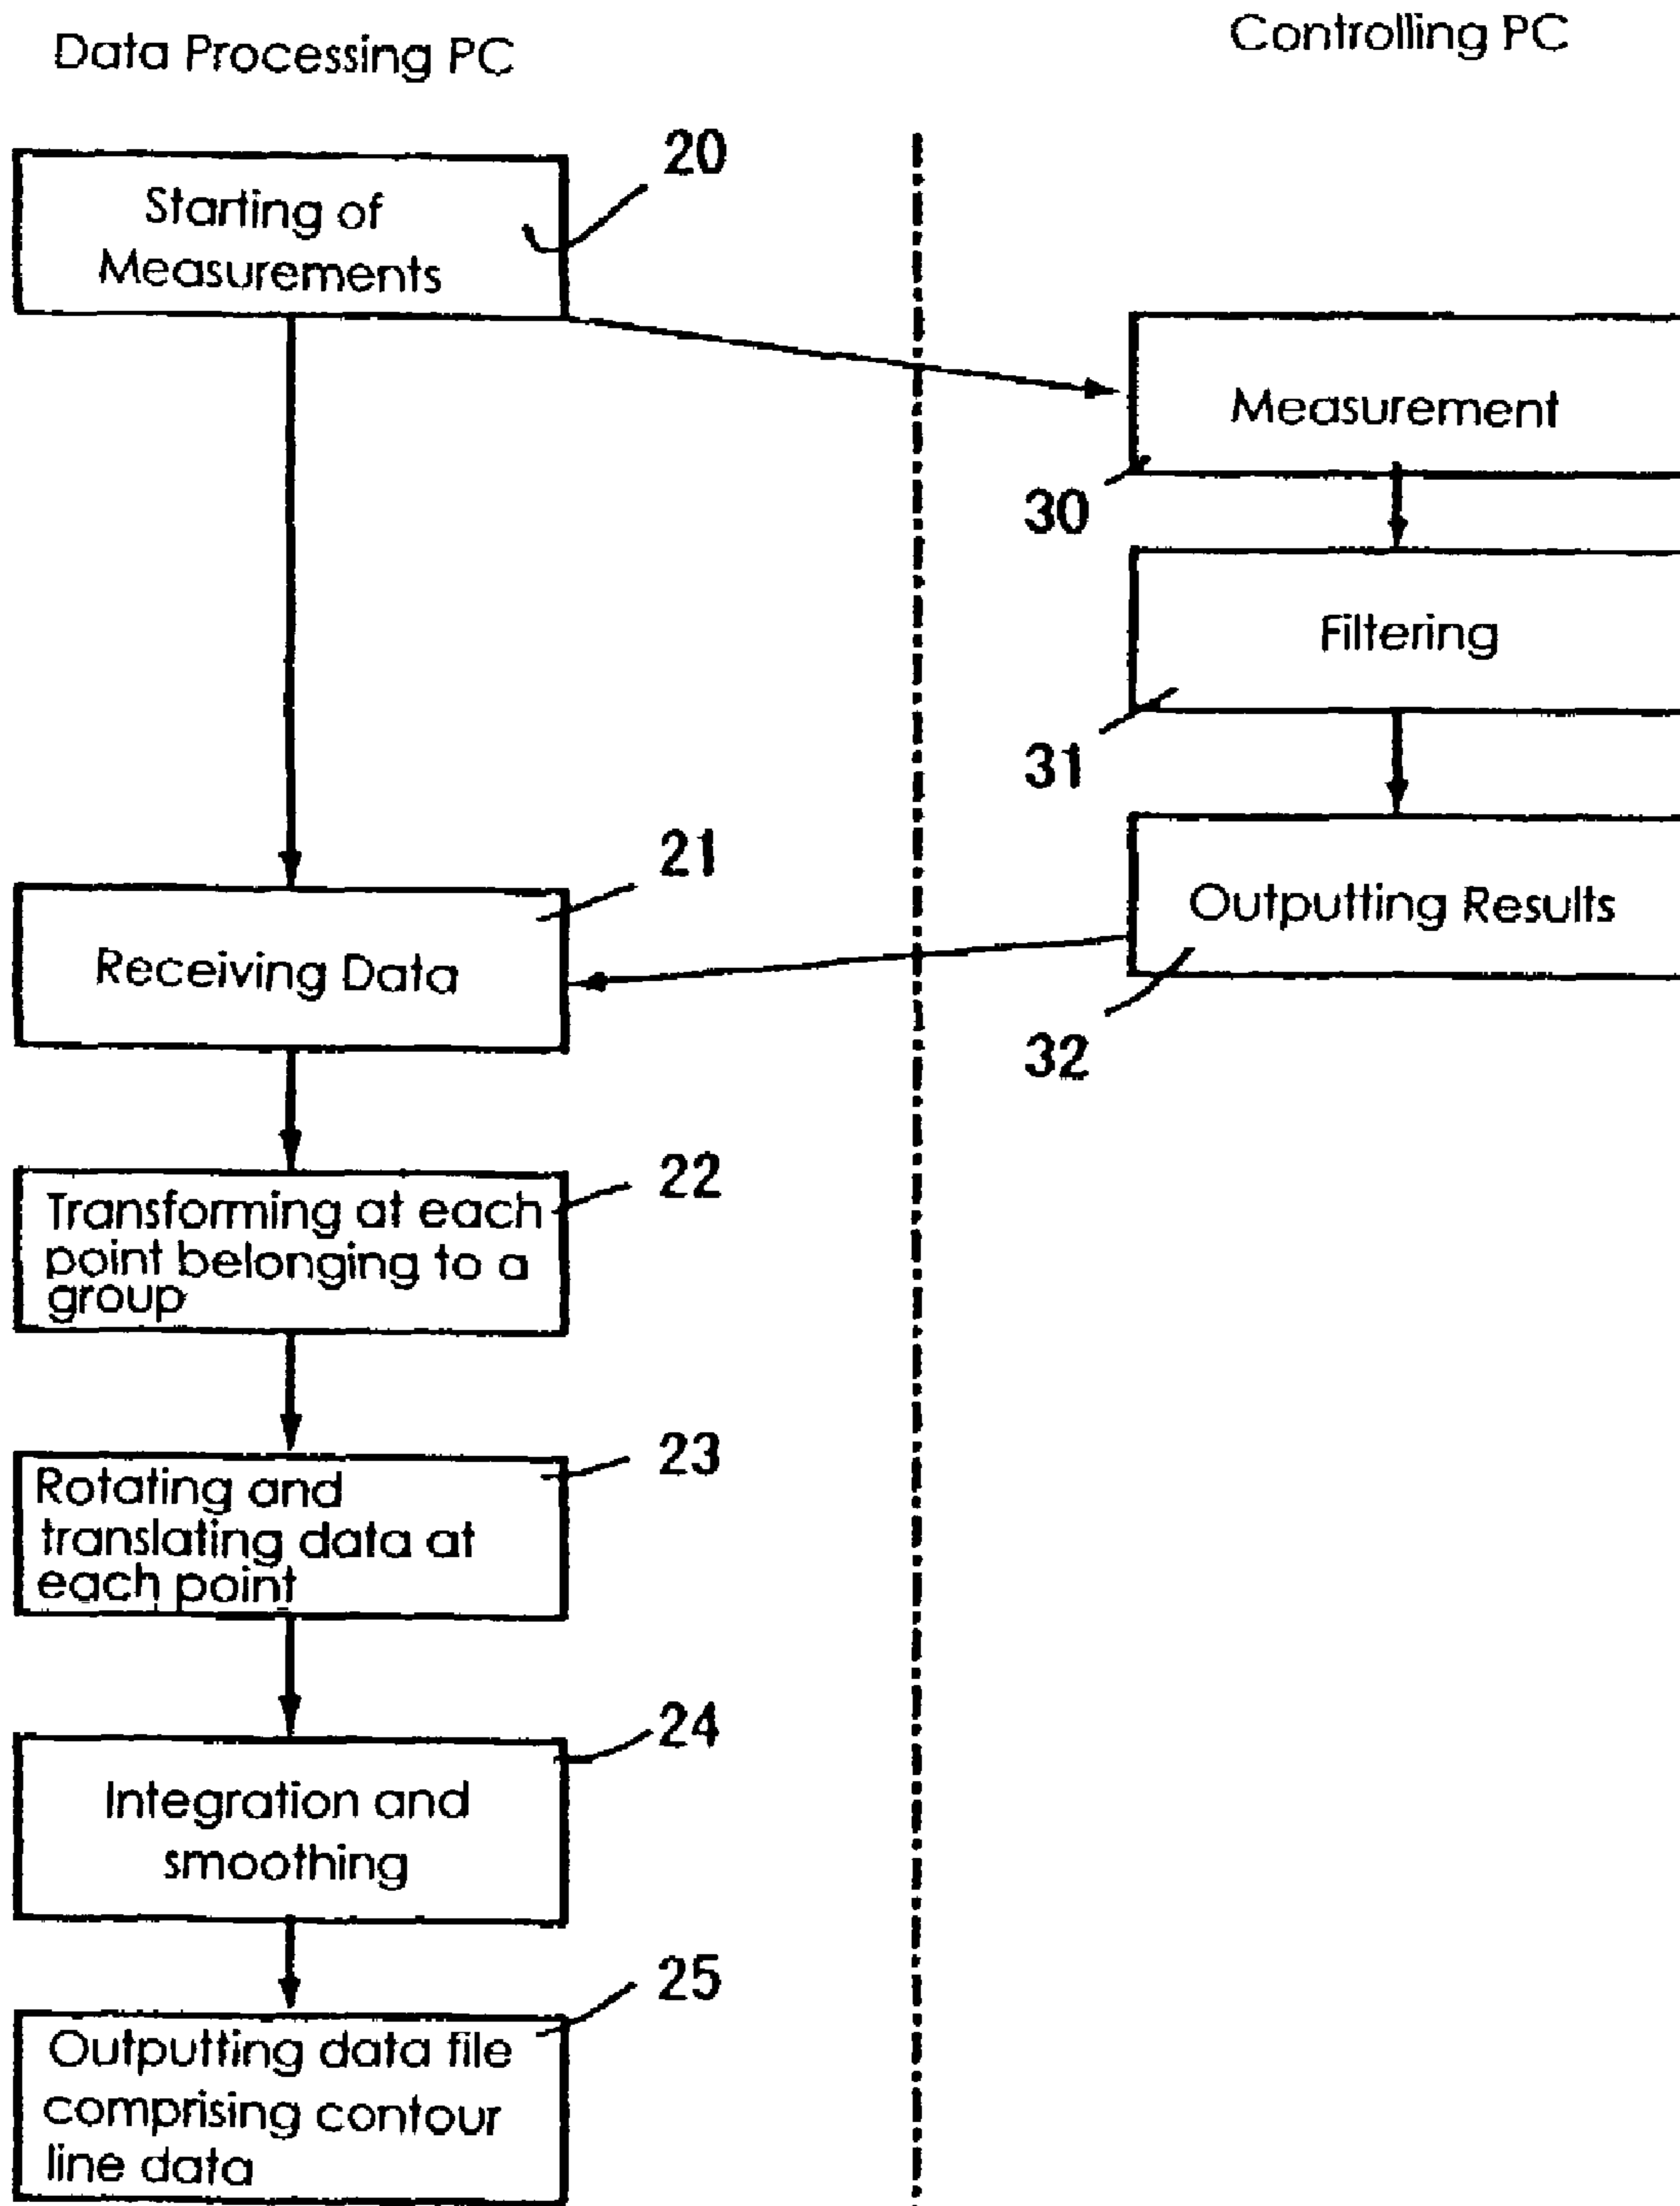 Data Processing PC
Controlling PC
20
Starting of
Measurements
Measurement
30
Filtering
31
21
Receiving Data
Outputting Results
32
22
Transforming at each
point belonging to a
group
23
Rotating and
translating data at
each point
24
Integration and
smoothing
25
Outputting data file
comprising contour
line data